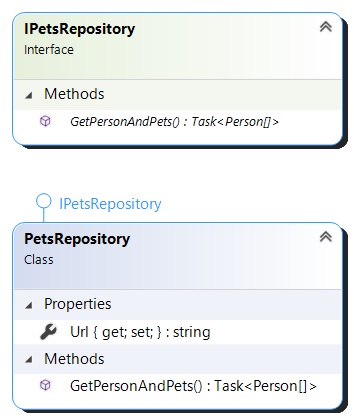 IPetsRepository
Interface
Methods
GetPersonAndPets() : Task<Person[]>
IPetsRepository
PetsRepository
Class
Properties
Url { get; set; } : string
Methods
GetPersonAndPets() : Task<Person[]>